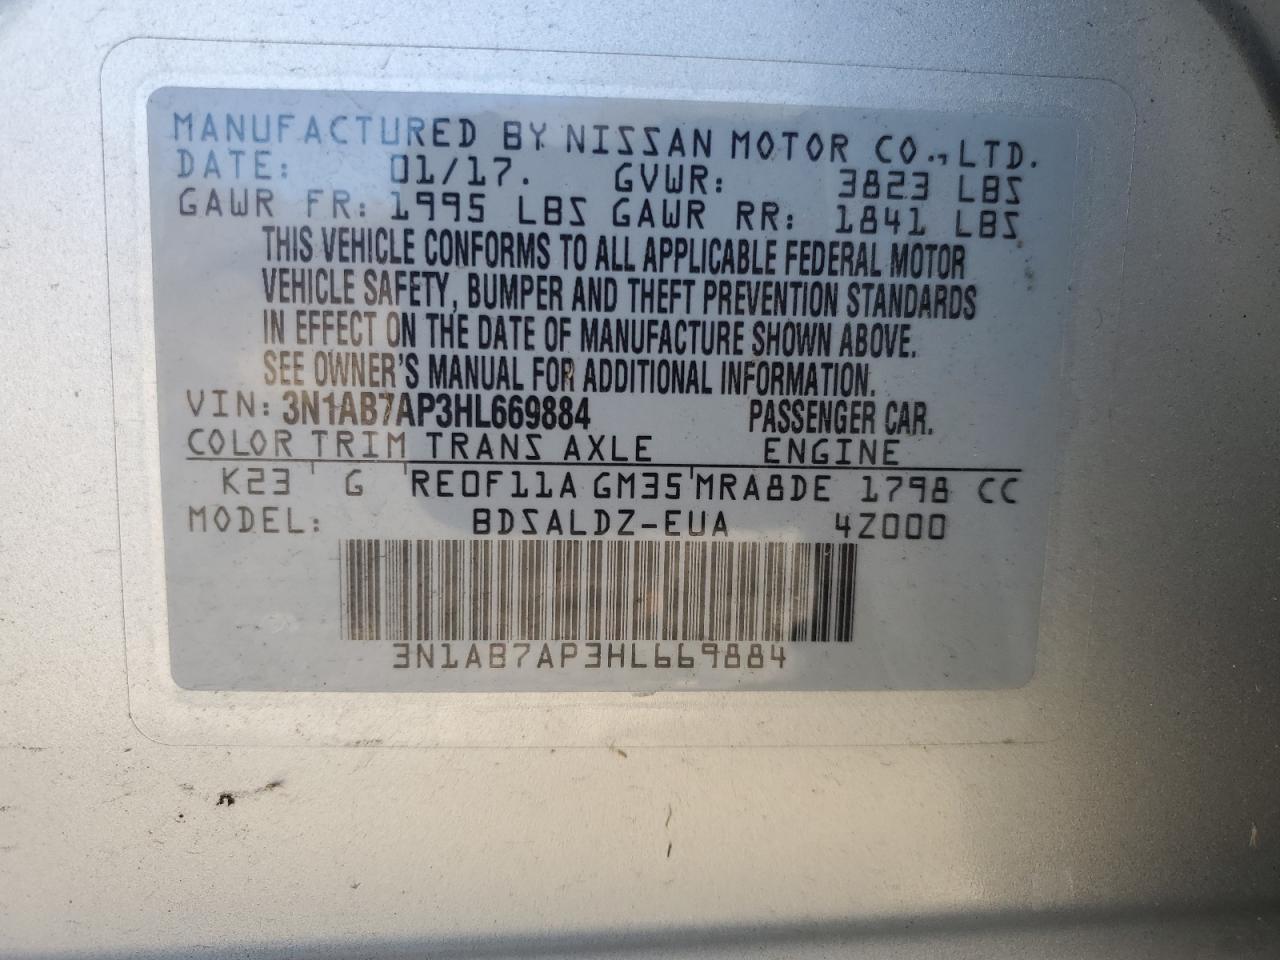 MANUFACTURED BY NISSAN MOTOR CO., LTD.
DATE: 01/17. GVWR: 3823 LBS
GAWR FR: 1995 LBS GAWR RR: 1841 LBS
THIS VEHICLE CONFORMS TO ALL APPLICABLE FEDERAL MOTOR
VEHICLE SAFETY, BUMPER AND THEFT PREVENTION STANDARDS
IN EFFECT ON THE DATE OF MANUFACTURE SHOWN ABOVE.
SEE OWNER'S MANUAL FOR ADDITIONAL INFORMATION.
VIN: 3N1AB7AP3HL669884 PASSENGER CAR.
COLOR TRIM TRANS AXLE ENGINE
K23 G RE0F11A GM35 MRA8DE 1798 CC
MODEL: BDSALDZ-EUA 4Z000
3N1AB7AP3HL669884